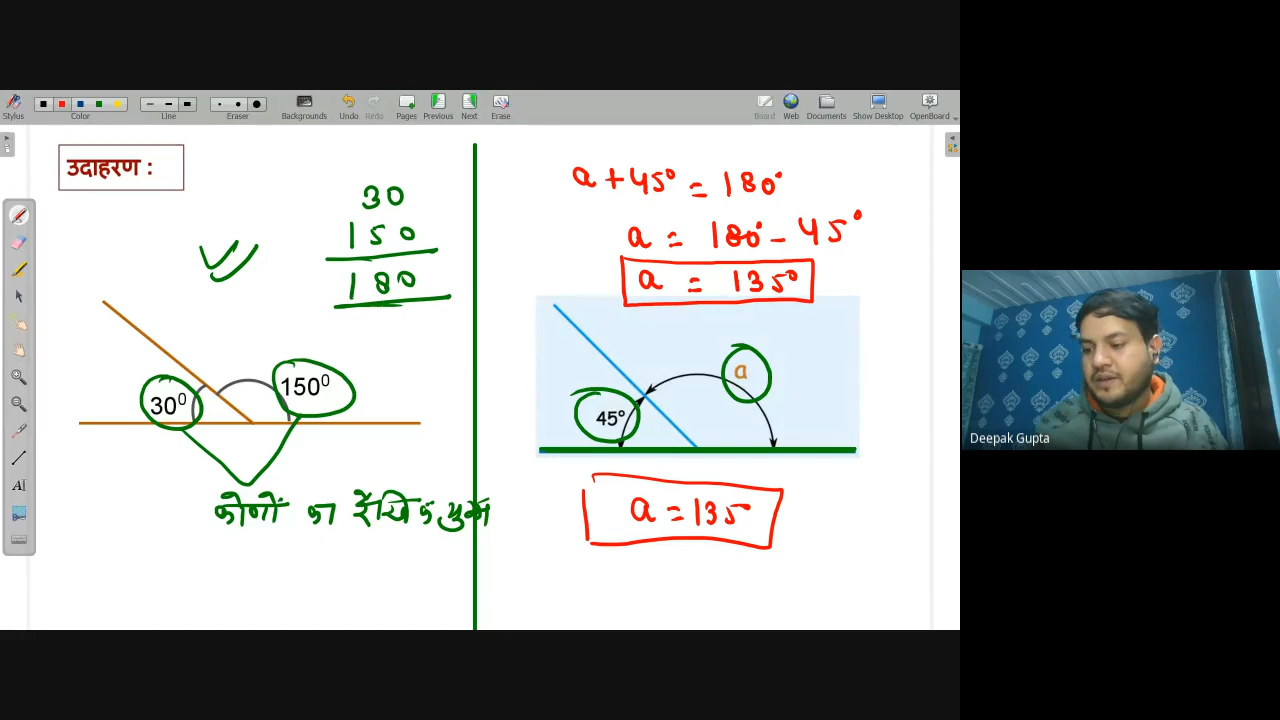 Stylus
Color
Line
Eraser
Backgrounds
Undo
Redo
Pages
Previous
Next
Erase
Board
Web
Documents
Show Desktop
OpenBoard
उदाहरण :
30
150
180
30⁰
150⁰
कोणों का रैखिक युग्म
a + 45° = 180°
a = 180° - 45°
a = 135°
45°
a
a = 135°
Deepak Gupta